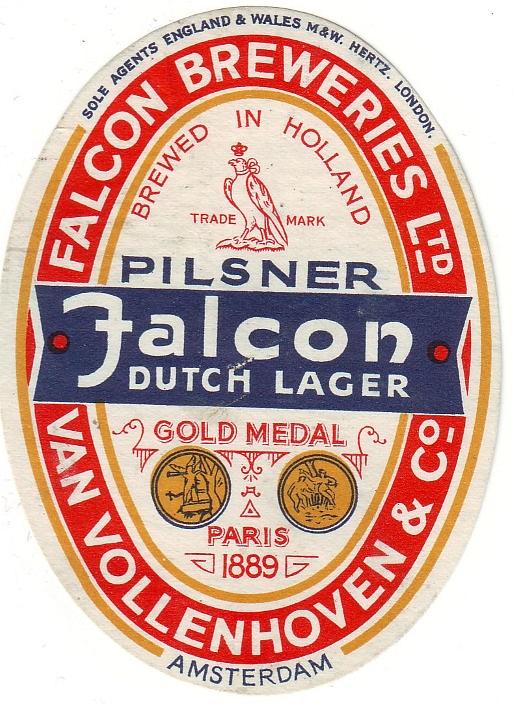 SOLE AGENTS ENGLAND & WALES M&W. HERTZ. LONDON.
FALCON BREWERIES LTD
BREWED IN HOLLAND
TRADE MARK
PILSNER
Falcon
DUTCH LAGER
GOLD MEDAL
PARIS
1889
VAN VOLLENHOVEN & Co
AMSTERDAM